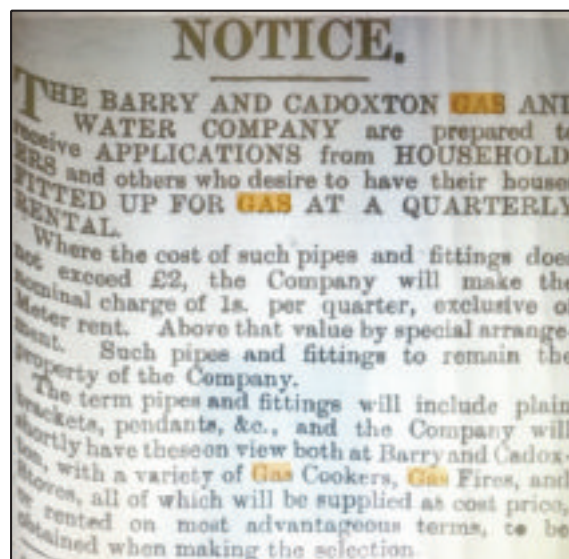 NOTICE.
THE BARRY AND CADOXTON GAS AND
WATER COMPANY are prepared to
receive APPLICATIONS from HOUSEHOLD-
ERS and others who desire to have their house
FITTED UP FOR GAS AT A QUARTERLY
RENTAL.
Where the cost of such pipes and fittings does
not exceed £2, the Company will make the
nominal charge of 1s. per quarter, exclusive of
Meter rent. Above that value by special arrange-
ment. Such pipes and fittings to remain the
property of the Company.
The term pipes and fittings will include plain
brackets, pendants, &c., and the Company will
shortly have these on view both at Barry and Cadox-
ton, with a variety of Gas Cookers, Gas Fires, and
Stoves, all of which will be supplied at cost price,
or rented on most advantageous terms, to be
obtained when making the selection